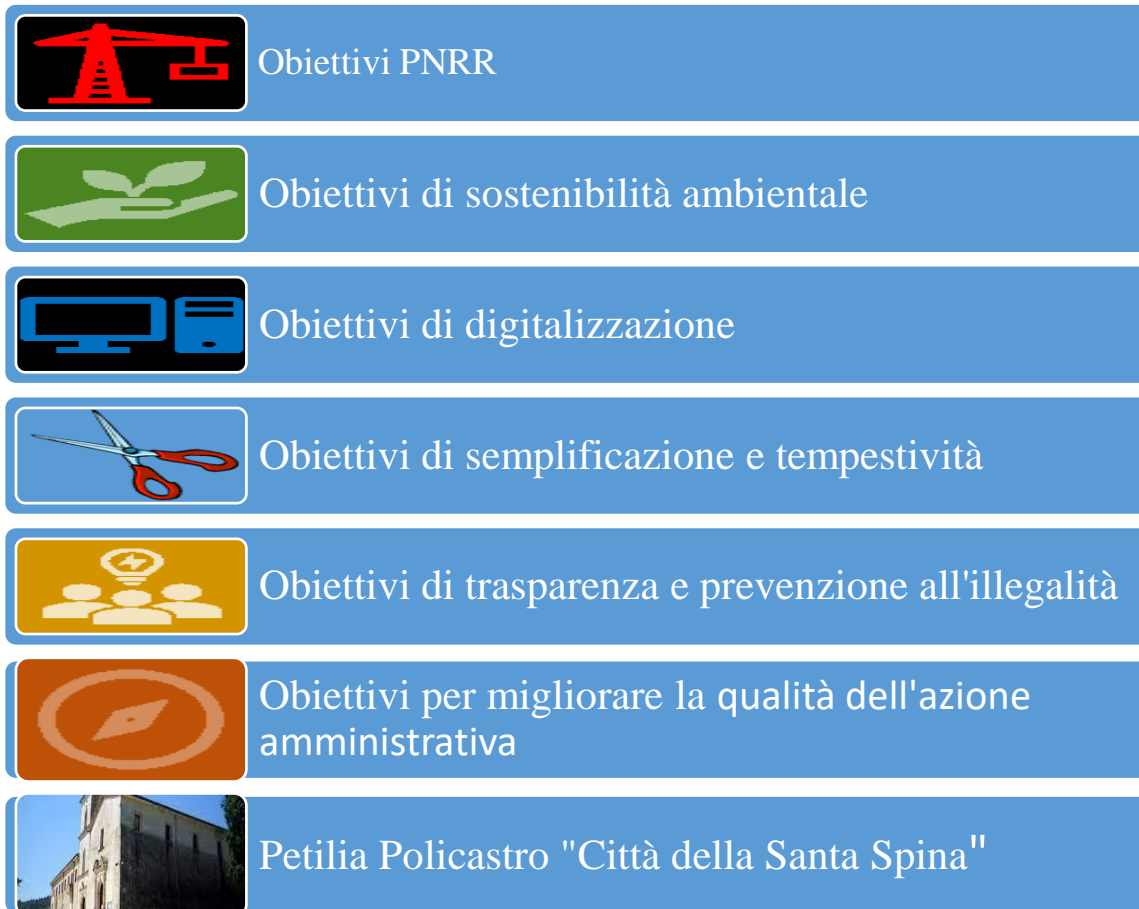 Obiettivi PNRR
Obiettivi di sostenibilità ambientale
Obiettivi di digitalizzazione
Obiettivi di semplificazione e tempestività
Obiettivi di trasparenza e prevenzione all'illegalità
Obiettivi per migliorare la qualità dell'azione
amministrativa
Petilia Policastro "Città della Santa Spina"